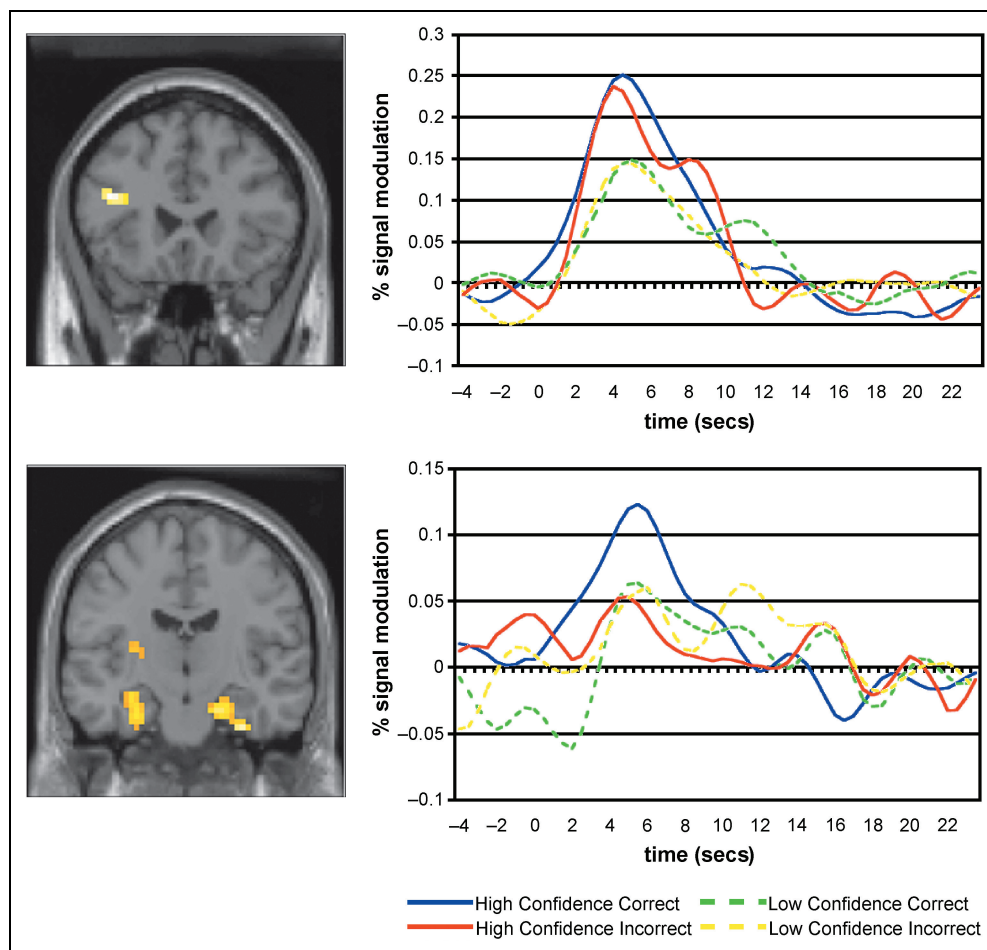 0.3
0.25
0.2
0.15
0.1
0.05
0
–0.05
–0.1
% signal modulation
–4 –2 0 2 4 6 8 10 12 14 16 18 20 22
time (secs)
0.15
0.1
0.05
0
–0.05
–0.1
% signal modulation
–4 –2 0 2 4 6 8 10 12 14 16 18 20 22
time (secs)
High Confidence Correct Low Confidence Correct
High Confidence Incorrect Low Confidence Incorrect